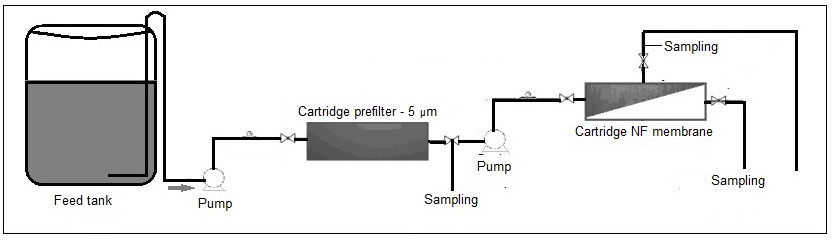 Sampling
Cartridge prefilter - 5 µm
Cartridge NF membrane
Pump
Sampling
Feed tank
Pump
Sampling